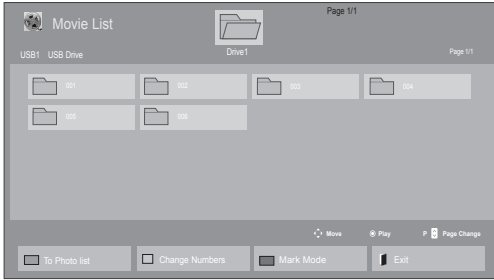 Page 1/1
Movie List
Drive1
USB1 USB Drive
Page 1/1
001 002 003 004
006
Move Play P Page Change
To Photo list Change Numbers Mark Mode Exit